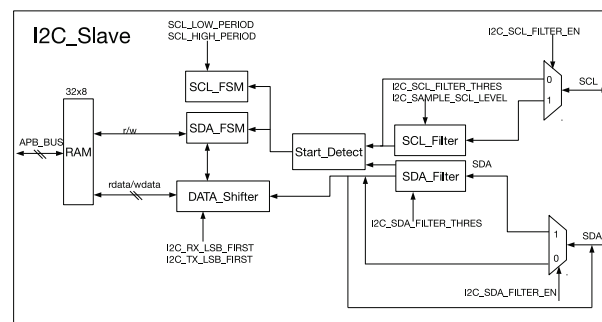 I2C_Slave
SCL_LOW_PERIOD
SCL_HIGH_PERIOD
I2C_SCL_FILTER_EN
SCL_FSM
I2C_SCL_FILTER_THRES
I2C_SAMPLE_SCL_LEVEL
0
1
SCL
32x8
RAM
APB_BUS
r/w
SDA_FSM
Start_Detect
SCL_Filter
SDA
SDA_Filter
rdata/wdata
DATA_Shifter
I2C_SDA_FILTER_THRES
1
0
SDA
I2C_RX_LSB_FIRST
I2C_TX_LSB_FIRST
I2C_SDA_FILTER_EN